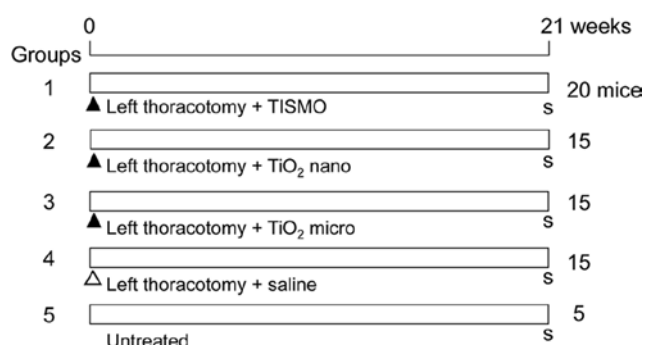 0 21 weeks
Groups
1 20 mice
▲ Left thoracotomy + TISMO s
2 15
▲ Left thoracotomy + TiO₂ nano s
3 15
▲ Left thoracotomy + TiO₂ micro s
4 15
△ Left thoracotomy + saline s
5 5
Untreated s